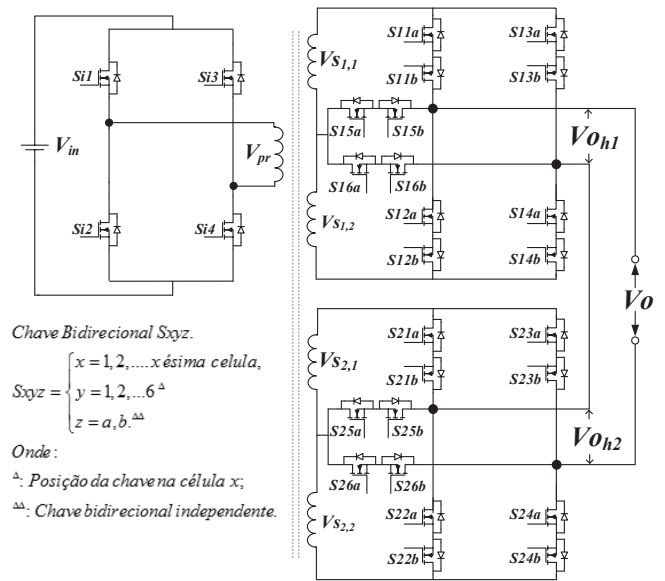 Si1
Si3
Vin
Vpr
Si2
Si4
Vs1,1
S11a
S13a
S11b
S13b
S15a
S15b
Voh1
S16a
S16b
Vs1,2
S12a
S14a
S12b
S14b
Vo
Vs2,1
S21a
S23a
S21b
S23b
S25a
S25b
Voh2
S26a
S26b
Vs2,2
S22a
S24a
S22b
S24b
Chave Bidirecional Sxyz.
x = 1,2,....x ésima celula,
Sxyz = { y = 1,2,...6 Δ
z = a,b. ΔΔ
Onde :
Δ: Posição da chave na célula x;
ΔΔ: Chave bidirecional independente.